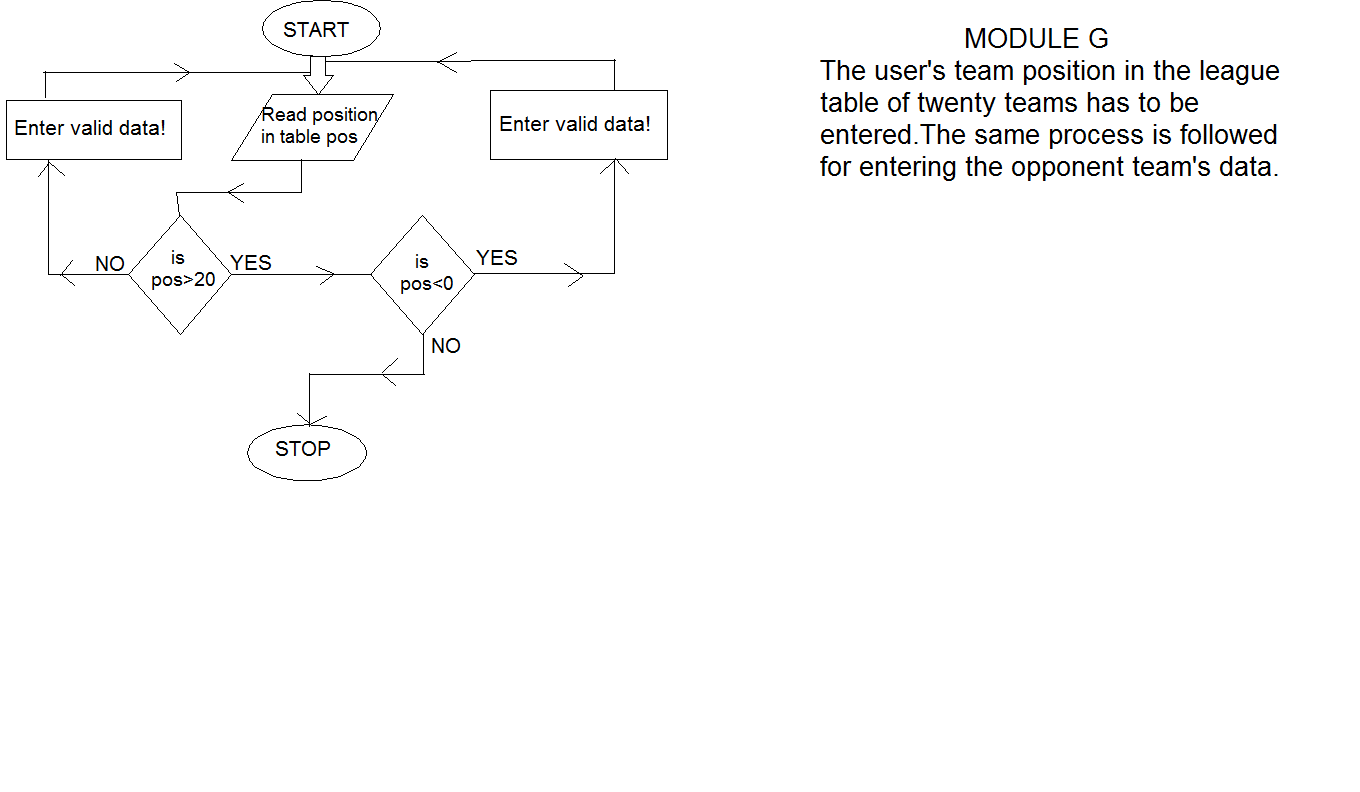 START
MODULE G
The user's team position in the league
table of twenty teams has to be
entered.The same process is followed
for entering the opponent team's data.
Enter valid data!
Read position
in table pos
Enter valid data!
NO
is
pos>20
YES
is
pos<0
YES
NO
STOP